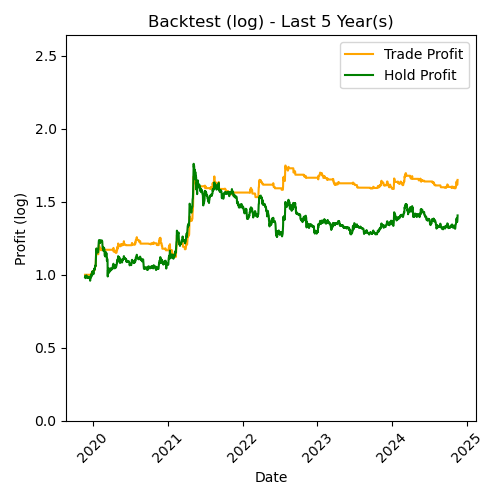 Backtest (log) - Last 5 Year(s)
Trade Profit
Hold Profit
Profit (log)
2.5
2.0
1.5
1.0
0.5
0.0
2020
2021
2022
2023
2024
2025
Date